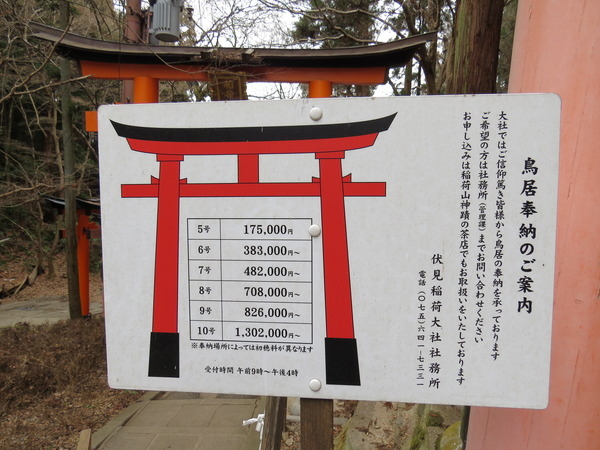 鳥居奉納のご案内
大社ではご信仰篤き皆様から鳥居の奉納を承っております
ご希望の方は社務所(管理課)までお問い合わせください
お申し込みは稲荷山神蹟の茶店でもお取扱いをいたしております
伏見稲荷大社社務所
電話(〇七五)六四一-七三三一
5号 175,000円
6号 383,000円~
7号 482,000円~
8号 708,000円~
9号 826,000円~
10号 1,302,000円~
※奉納場所によっては初穂料が異なります
受付時間 午前9時~午後4時